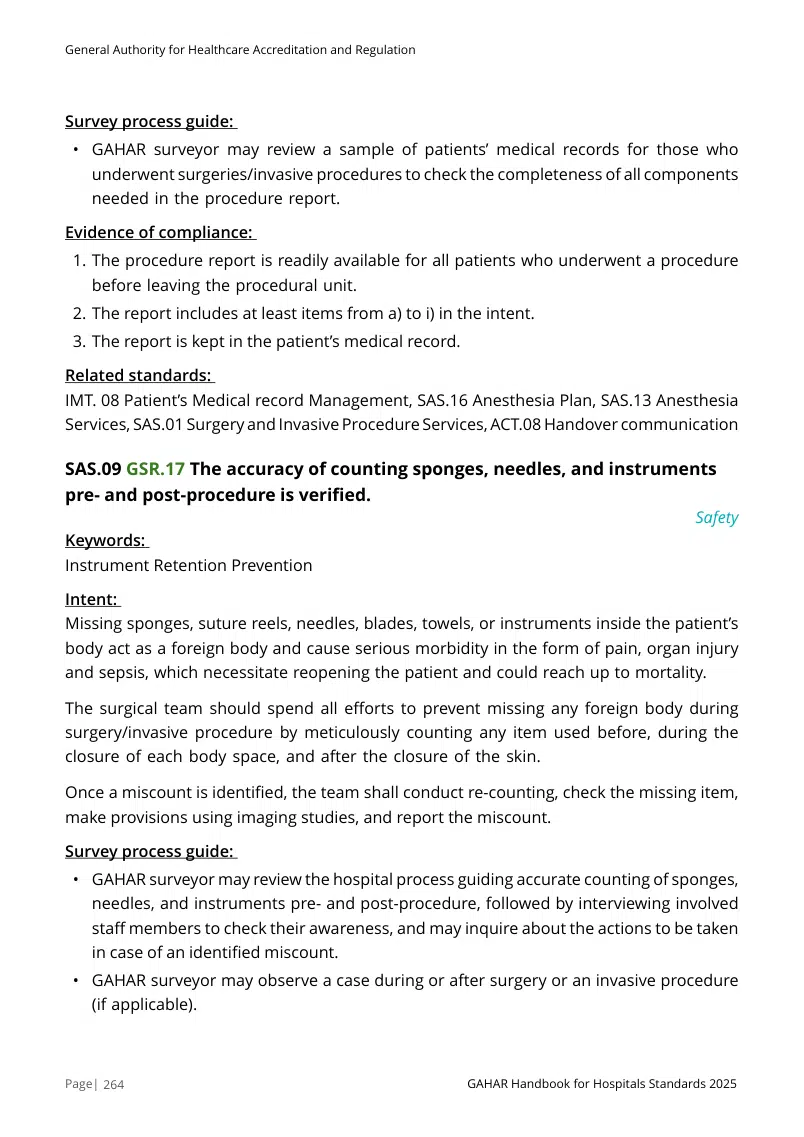 General Authority for Healthcare Accreditation and Regulation
Survey process guide:
• GAHAR surveyor may review a sample of patients’ medical records for those who
underwent surgeries/invasive procedures to check the completeness of all components
needed in the procedure report.
Evidence of compliance:
1. The procedure report is readily available for all patients who underwent a procedure
before leaving the procedural unit.
2. The report includes at least items from a) to i) in the intent.
3. The report is kept in the patient’s medical record.
Related standards:
IMT. 08 Patient’s Medical record Management, SAS.16 Anesthesia Plan, SAS.13 Anesthesia
Services, SAS.01 Surgery and Invasive Procedure Services, ACT.08 Handover communication
SAS.09 GSR.17 The accuracy of counting sponges, needles, and instruments
pre- and post-procedure is verified.
Safety
Keywords:
Instrument Retention Prevention
Intent:
Missing sponges, suture reels, needles, blades, towels, or instruments inside the patient’s
body act as a foreign body and cause serious morbidity in the form of pain, organ injury
and sepsis, which necessitate reopening the patient and could reach up to mortality.
The surgical team should spend all efforts to prevent missing any foreign body during
surgery/invasive procedure by meticulously counting any item used before, during the
closure of each body space, and after the closure of the skin.
Once a miscount is identified, the team shall conduct re-counting, check the missing item,
make provisions using imaging studies, and report the miscount.
Survey process guide:
• GAHAR surveyor may review the hospital process guiding accurate counting of sponges,
needles, and instruments pre- and post-procedure, followed by interviewing involved
staff members to check their awareness, and may inquire about the actions to be taken
in case of an identified miscount.
• GAHAR surveyor may observe a case during or after surgery or an invasive procedure
(if applicable).
Page| 264
GAHAR Handbook for Hospitals Standards 2025